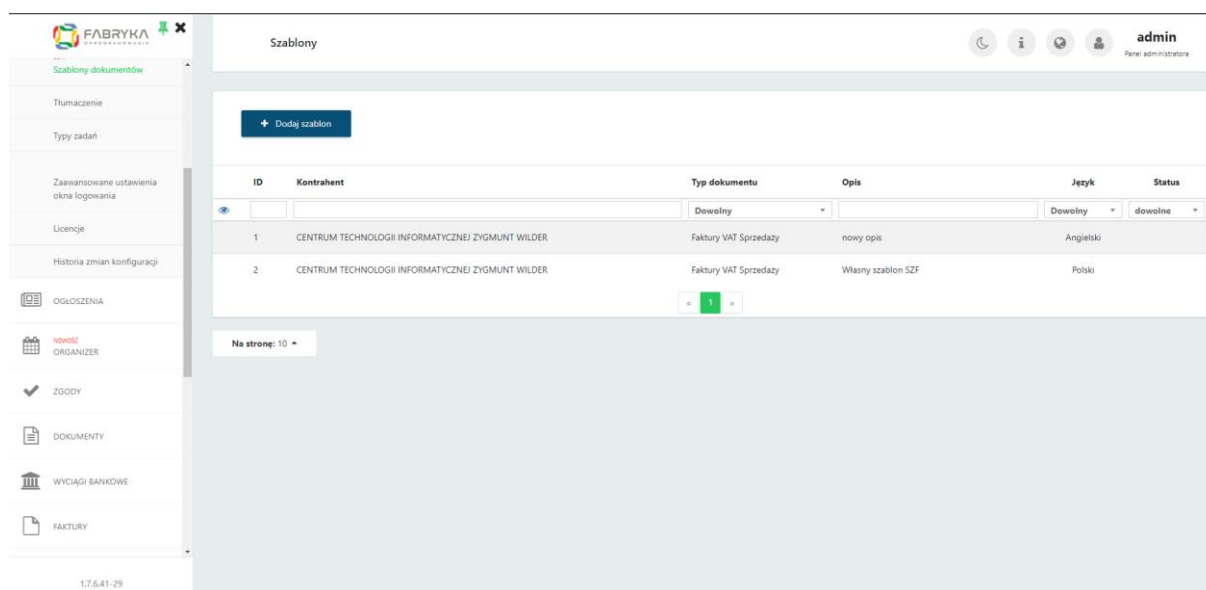 FABRYKA
OPROGRAMOWANIA
Szablony dokumentów
Tłumaczenie
Typy zadań
Zaawansowane ustawienia
okna logowania
Licencje
Historia zmian konfiguracji
OGŁOSZENIA
NOWOŚĆ
ORGANIZER
ZGODY
DOKUMENTY
WYCIĄGI BANKOWE
FAKTURY
1.7.6.41-29
Szablony
admin
Panel administratora
+ Dodaj szablon
ID Kontrahent Typ dokumentu Opis Język Status
Dowolny Dowolny dowolne
1 CENTRUM TECHNOLOGII INFORMATYCZNEJ ZYGMUNT WILDER Faktury VAT Sprzedaży nowy opis Angielski
2 CENTRUM TECHNOLOGII INFORMATYCZNEJ ZYGMUNT WILDER Faktury VAT Sprzedaży Własny szablon SZF Polski
« 1 »
Na stronę: 10